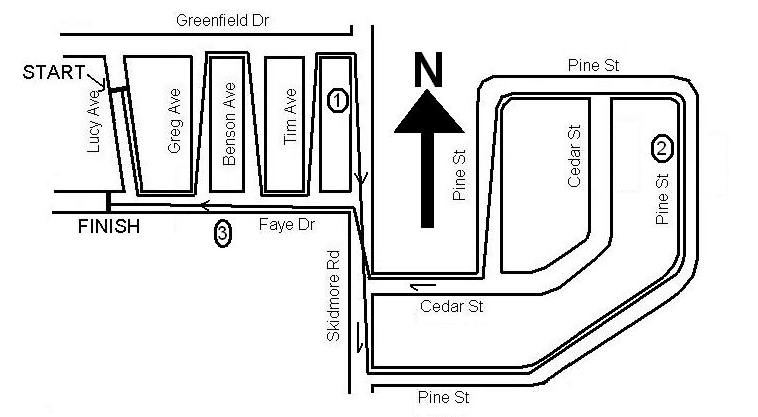 Greenfield Dr
START
Lucy Ave
Greg Ave
Benson Ave
Tim Ave
1
N
Pine St
Pine St
Cedar St
2
Pine St
FINISH
3
Faye Dr
Skidmore Rd
Cedar St
Pine St